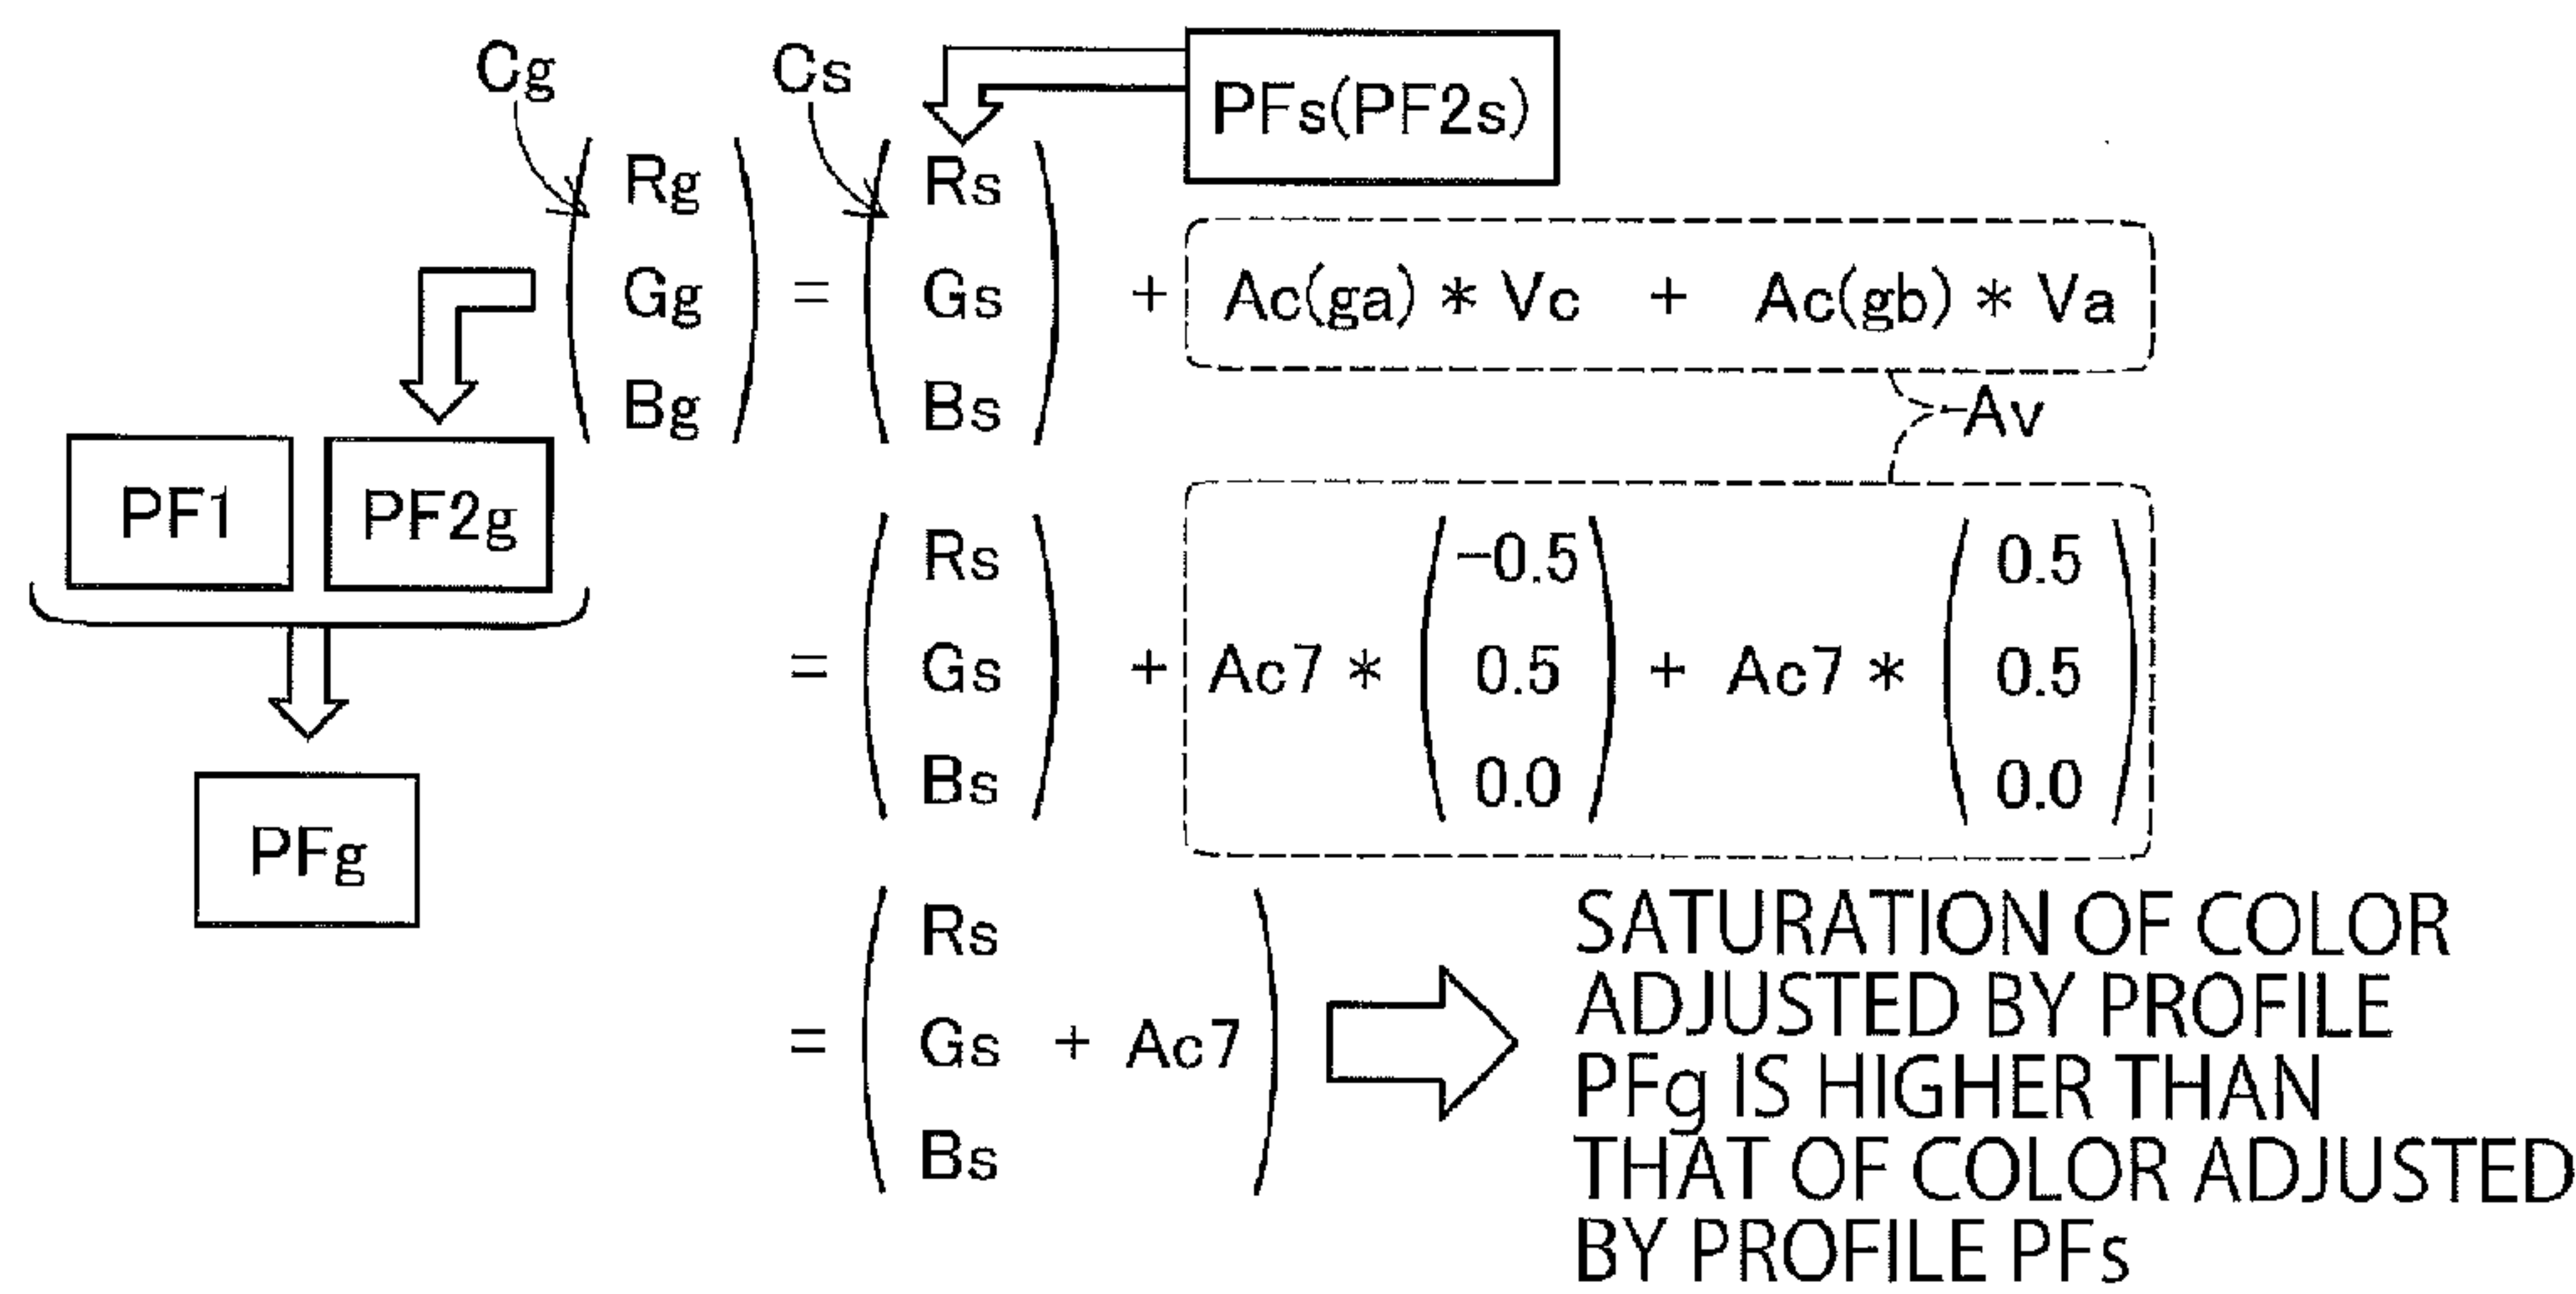 Cg Cs PFs(PF2s)
Rg Rs
Gg = Gs + Ac(ga) * Vc + Ac(gb) * Va
Bg Bs
Av
PF1 PF2g
Rs -0.5 0.5
= Gs + Ac7 * 0.5 + Ac7 * 0.5
Bs 0.0 0.0
PFg
Rs
= Gs + Ac7
Bs
SATURATION OF COLOR
ADJUSTED BY PROFILE
PFg IS HIGHER THAN
THAT OF COLOR ADJUSTED
BY PROFILE PFs